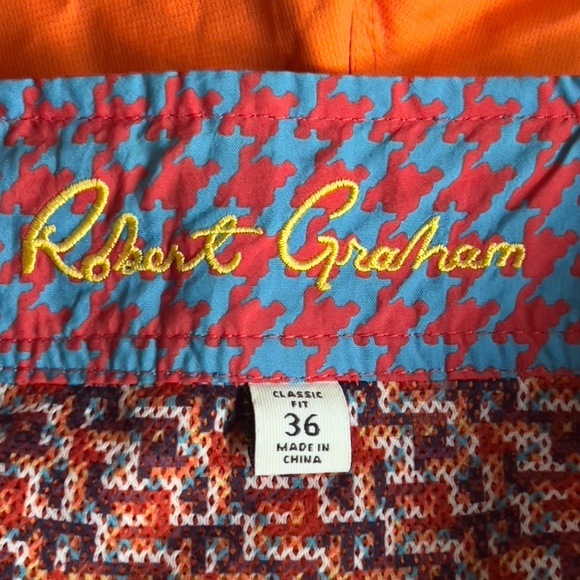 Robert Graham
CLASSIC
FIT
36
MADE IN
CHINA